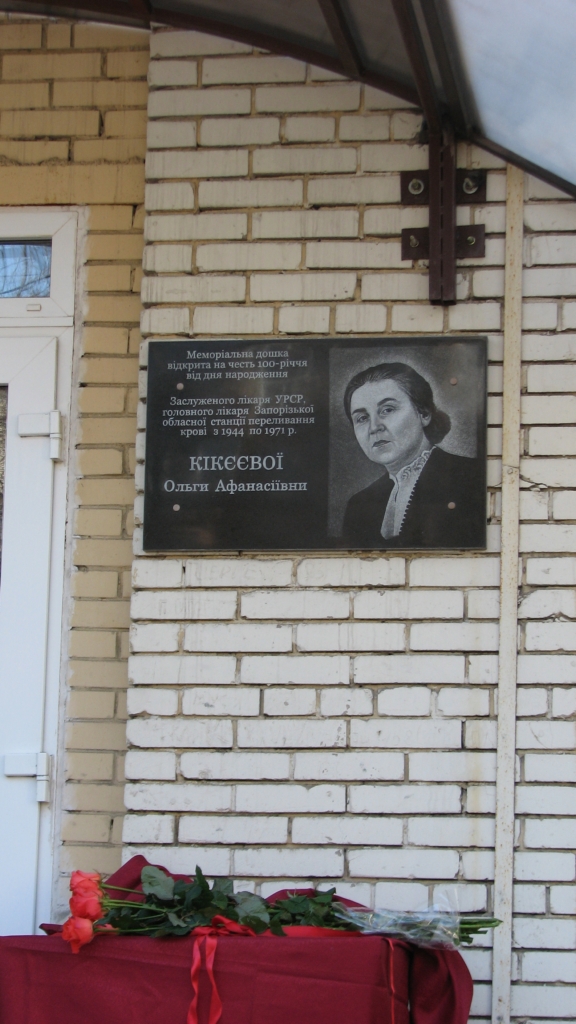 Меморіальна дошка
відкрита на честь 100-річчя
від дня народження
Заслуженого лікаря УРСР,
головного лікаря Запорізької
обласної станції переливання
крові з 1944 по 1971 р.
КІКЄЄВОЇ
Ольги Афанасіївни